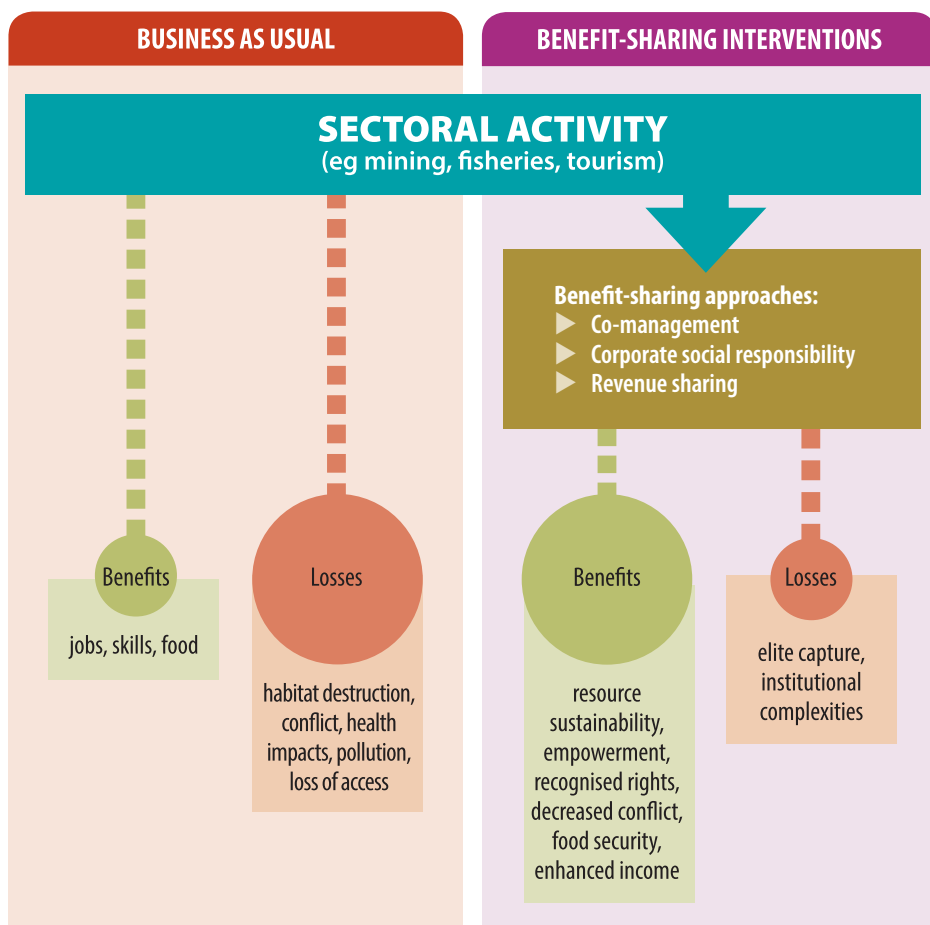 BUSINESS AS USUAL
BENEFIT-SHARING INTERVENTIONS
SECTORAL ACTIVITY
(eg mining, fisheries, tourism)
Benefit-sharing approaches:
Co-management
Corporate social responsibility
Revenue sharing
Benefits
jobs, skills, food
Losses
habitat destruction,
conflict, health
impacts, pollution,
loss of access
Benefits
resource
sustainability,
empowerment,
recognised rights,
decreased conflict,
food security,
enhanced income
Losses
elite capture,
institutional
complexities